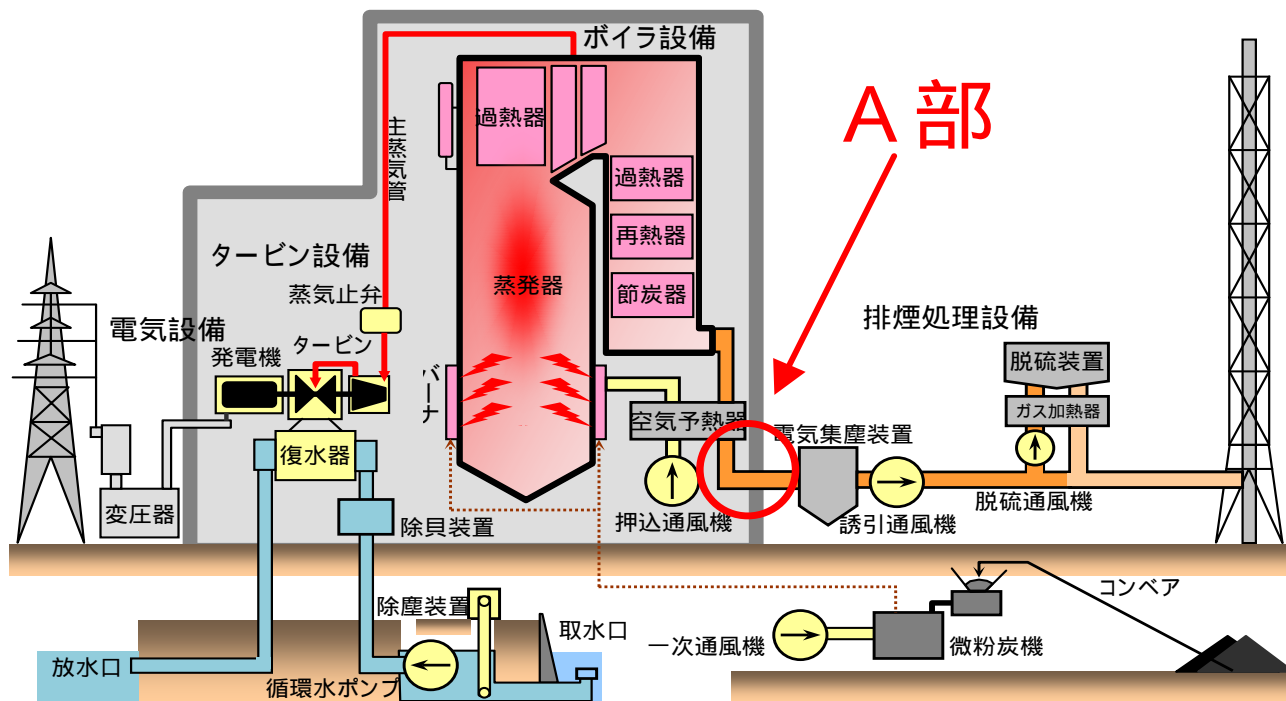 ボイラ設備
A部
過熱器
主蒸気管
過熱器
再熱器
タービン設備
蒸発器
節炭器
蒸気止弁
排煙処理設備
電気設備
タービン
発電機
脱硫装置
バーナ
ガス加熱器
空気予熱器
電気集塵装置
復水器
脱硫通風機
変圧器
除貝装置
押込通風機
誘引通風機
コンベア
除塵装置
取水口
一次通風機
微粉炭機
放水口
循環水ポンプ